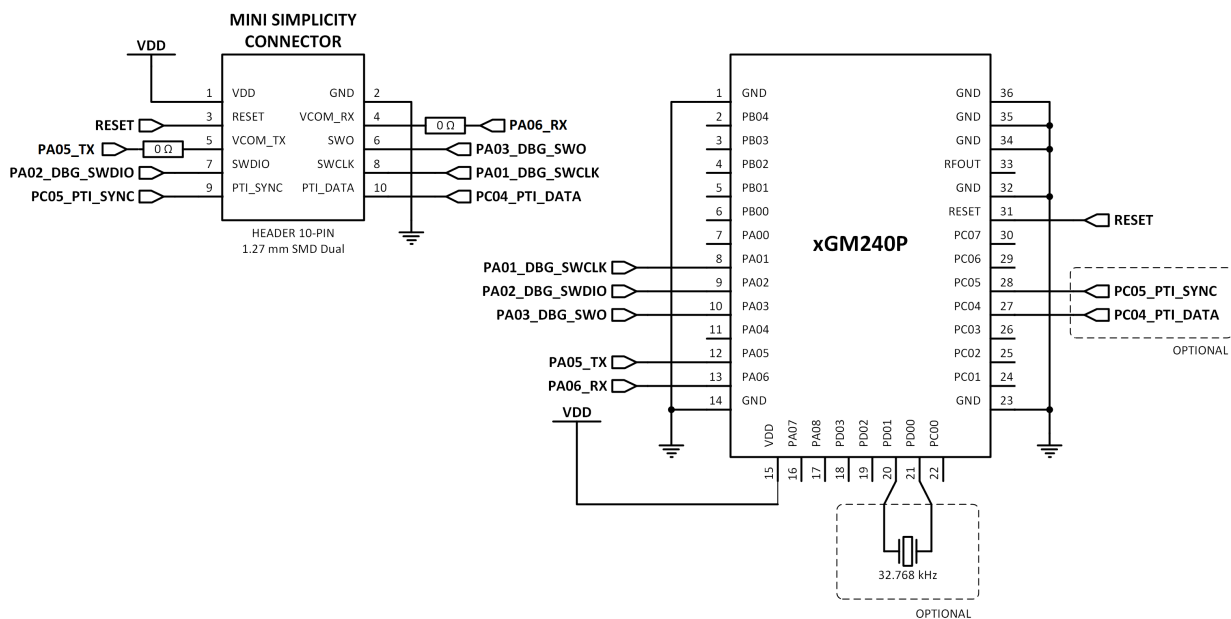 MINI SIMPLICITY
CONNECTOR
VDD
1 VDD GND 2
RESET 3 RESET VCOM_RX 4 0 Ω PA06_RX
PA05_TX 0 Ω 5 VCOM_TX SWO 6 PA03_DBG_SWO
PA02_DBG_SWDIO 7 SWDIO SWCLK 8 PA01_DBG_SWCLK
PC05_PTI_SYNC 9 PTI_SYNC PTI_DATA 10 PC04_PTI_DATA
HEADER 10-PIN
1.27 mm SMD Dual
xGM240P
1 GND GND 36
2 PB04 GND 35
3 PB03 GND 34
4 PB02 RFOUT 33
5 PB01 GND 32
6 PB00 RESET 31 RESET
7 PA00 PC07 30
PA01_DBG_SWCLK 8 PA01 PC06 29
PA02_DBG_SWDIO 9 PA02 PC05 28 PC05_PTI_SYNC
PA03_DBG_SWO 10 PA03 PC04 27 PC04_PTI_DATA
11 PA04 PC03 26
OPTIONAL
PA05_TX 12 PA05 PC02 25
PA06_RX 13 PA06 PC01 24
14 GND GND 23
VDD
VDD PA07 PA08 PD03 PD02 PD01 PD00 PC00
15 16 17 18 19 20 21 22
32.768 kHz
OPTIONAL